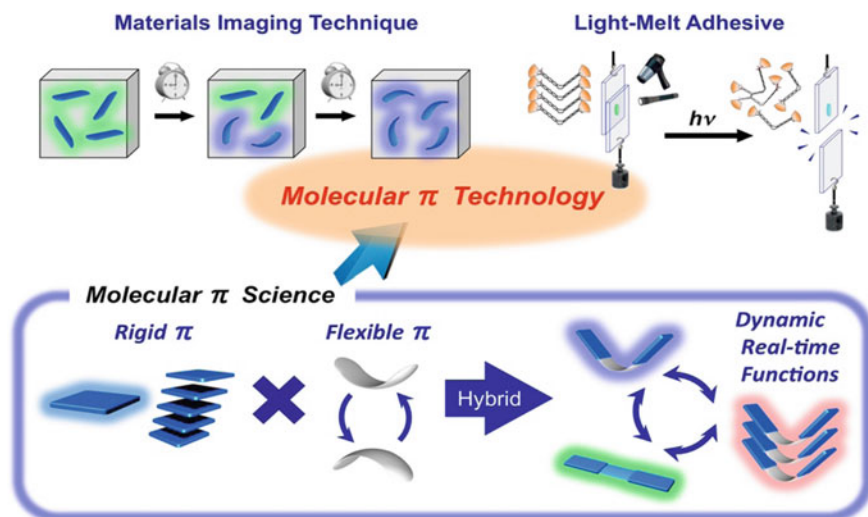 Materials Imaging Technique
Light-Melt Adhesive
hν
Molecular π Technology
Molecular π Science
Rigid π
Flexible π
Hybrid
Dynamic
Real-time
Functions